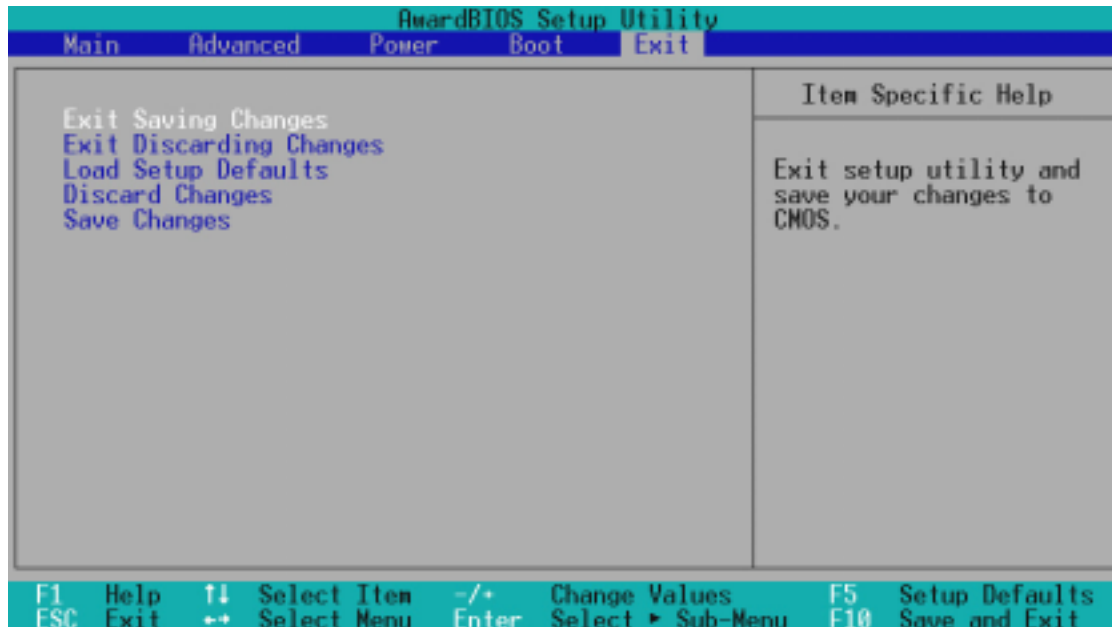 AwardBIOS Setup Utility
Main Advanced Power Boot Exit
Item Specific Help
Exit Saving Changes
Exit Discarding Changes
Load Setup Defaults
Discard Changes
Save Changes
Exit setup utility and
save your changes to
CMOS.
F1 Help ↑↓ Select Item -/+ Change Values F5 Setup Defaults
ESC Exit ←→ Select Menu Enter Select ► Sub-Menu F10 Save and Exit